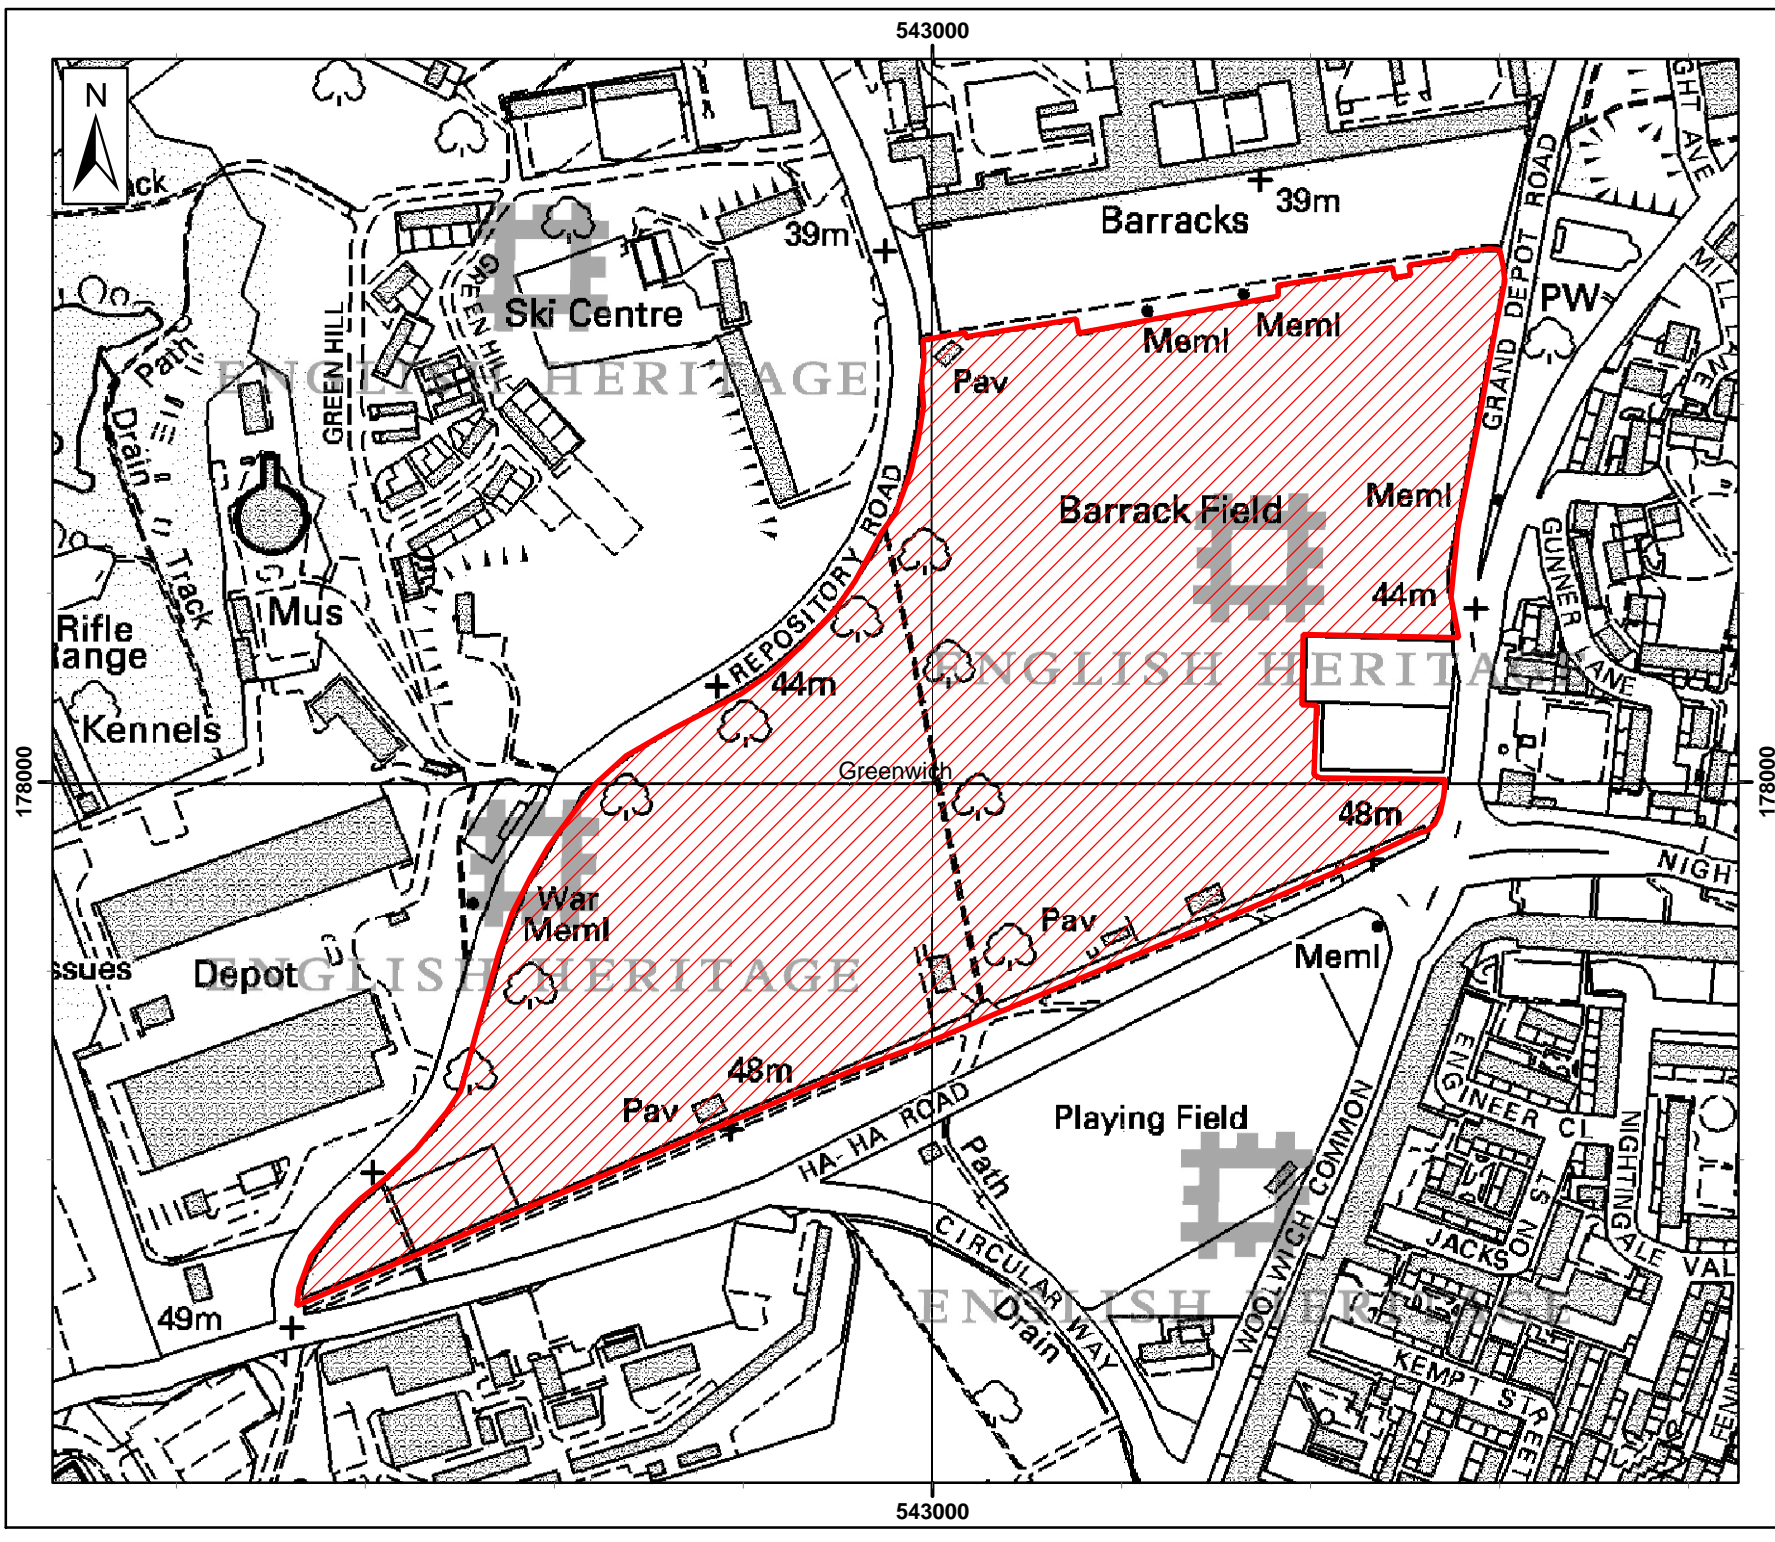 543000
N
ack
GHT AVE
39m
Barracks
39m
GRAND DEPOT ROAD
MILL LANE
GREEN HILL
GREEN HILL
Ski Centre
PW
Path
Meml
Meml
ENGLISH HERITAGE
Pav
Drain
Track
REPOSITORY ROAD
Barrack Field
Meml
GUNNER LANE
44m
Mus
Rifle
Range
ENGLISH HERITAGE
44m
Kennels
178000
Greenwich
178000
48m
NIGHT
War
Meml
Pav
Meml
ssues
Depot
ENGLISH HERITAGE
48m
Pav
HA-HA ROAD
Playing Field
Path
WOOLWICH COMMON
ENGINEER CL
NIGHTINGALE
VAL
JACKSON ST
CIRCULAR WAY
Drain
49m
ENGLISH HERITAGE
KEMPT STREET
543000